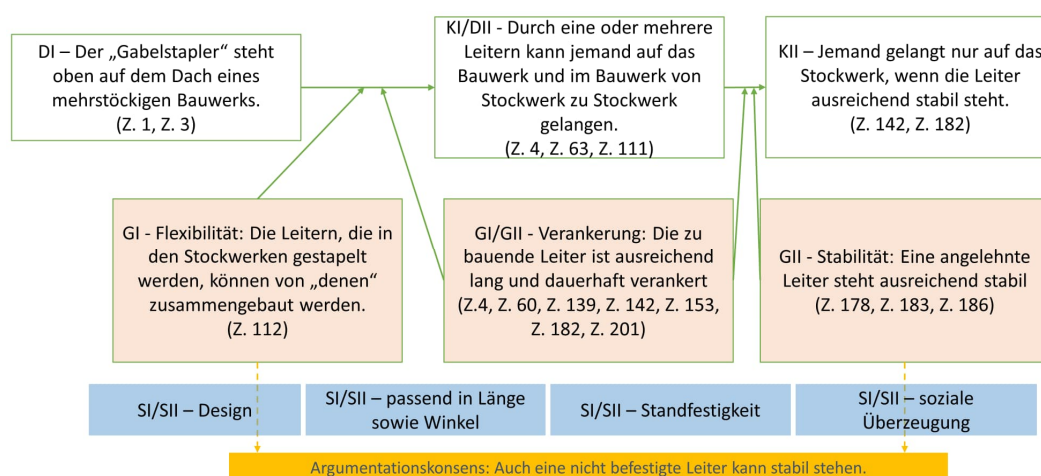 DI – Der „Gabelstapler“ steht
oben auf dem Dach eines
mehrstöckigen Bauwerks.
(Z. 1, Z. 3)
KI/DII - Durch eine oder mehrere
Leitern kann jemand auf das
Bauwerk und im Bauwerk von
Stockwerk zu Stockwerk
gelangen.
(Z. 4, Z. 63, Z. 111)
KII – Jemand gelangt nur auf das
Stockwerk, wenn die Leiter
ausreichend stabil steht.
(Z. 142, Z. 182)
GI - Flexibilität: Die Leitern, die in
den Stockwerken gestapelt
werden, können von „denen“
zusammengebaut werden.
(Z. 112)
GI/GII - Verankerung: Die zu
bauende Leiter ist ausreichend
lang und dauerhaft verankert
(Z.4, Z. 60, Z. 139, Z. 142, Z. 153,
Z. 182, Z. 201)
GII - Stabilität: Eine angelehnte
Leiter steht ausreichend stabil
(Z. 178, Z. 183, Z. 186)
SI/SII – Design
SI/SII – passend in Länge
sowie Winkel
SI/SII – Standfestigkeit
SI/SII – soziale
Überzeugung
Argumentationskonsens: Auch eine nicht befestigte Leiter kann stabil stehen.